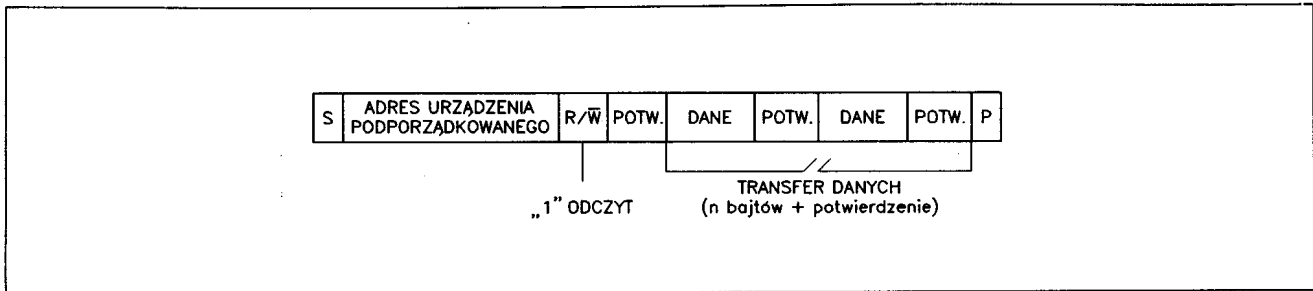 S
ADRES URZĄDZENIA
PODPORZĄDKOWANEGO
R/W̅
POTW.
DANE
POTW.
DANE
POTW.
P
„1” ODCZYT
TRANSFER DANYCH
(n bajtów + potwierdzenie)